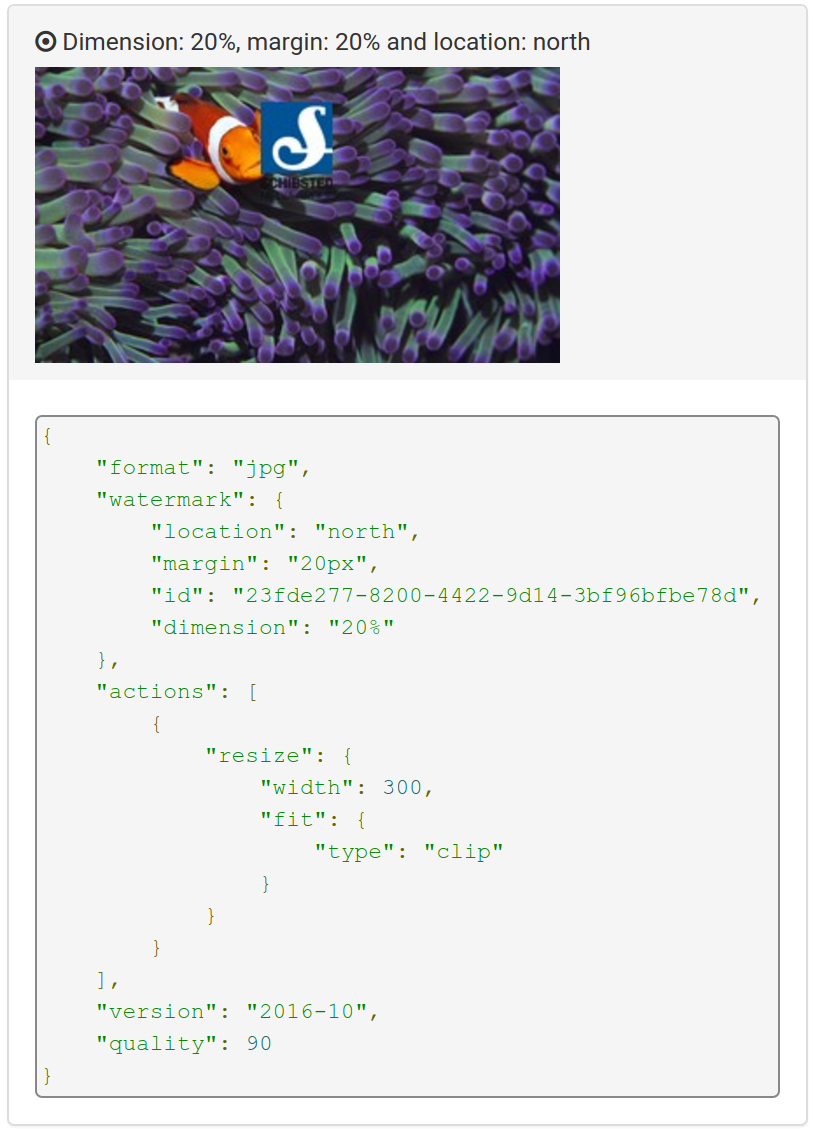 Dimension: 20%, margin: 20% and location: north
SCHIBSTED
{
    "format": "jpg",
    "watermark": {
        "location": "north",
        "margin": "20px",
        "id": "23fde277-8200-4422-9d14-3bf96bfbe78d",
        "dimension": "20%"
    },
    "actions": [
        {
            "resize": {
                "width": 300,
                "fit": {
                    "type": "clip"
                }
            }
        }
    ],
    "version": "2016-10",
    "quality": 90
}